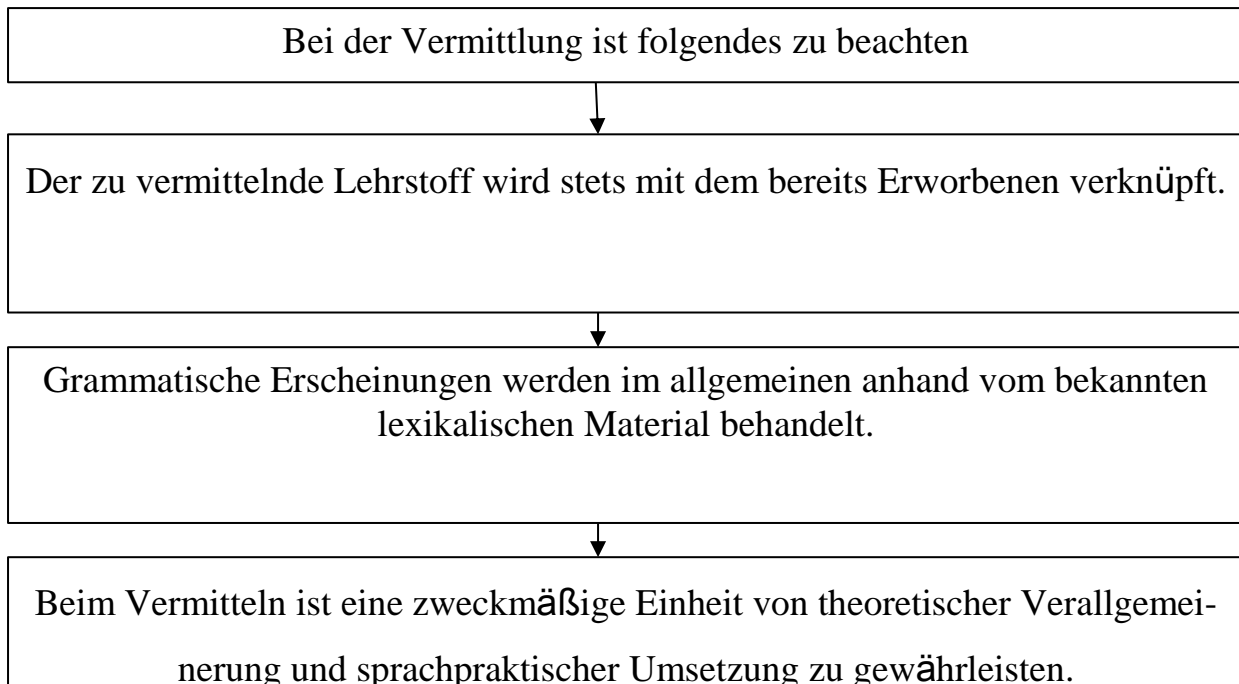 Bei der Vermittlung ist folgendes zu beachten
Der zu vermittelnde Lehrstoff wird stets mit dem bereits Erworbenen verknüpft.
Grammatische Erscheinungen werden im allgemeinen anhand vom bekannten
lexikalischen Material behandelt.
Beim Vermitteln ist eine zweckmäßige Einheit von theoretischer Verallgemei-
nerung und sprachpraktischer Umsetzung zu gewährleisten.